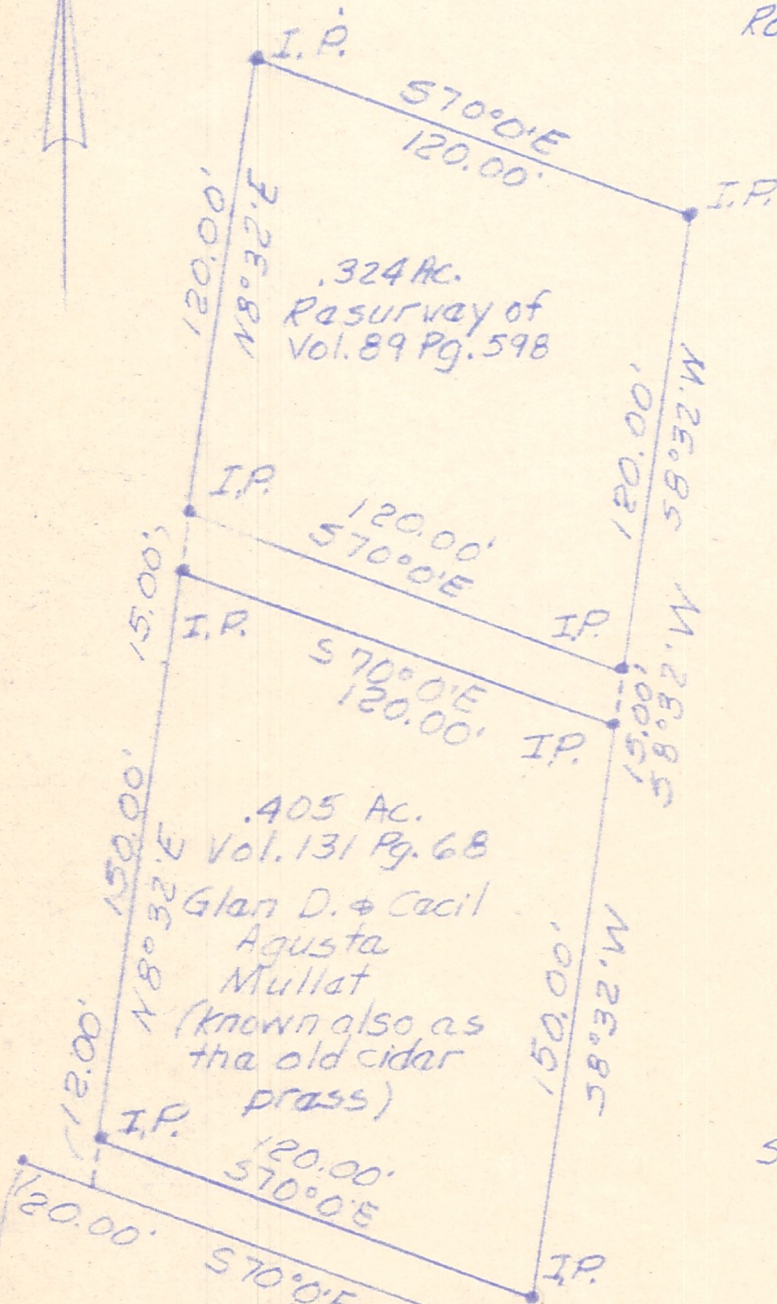 I.P.
S70°0'E
120.00'
I.P.
120.00'
N8°32'E
.324 Ac.
Resurvey of
Vol. 89 Pg. 598
120.00'
S8°32'W
I.P.
120.00'
S70°0'E
I.P.
15.00'
I.P.
S70°0'E
120.00'
I.P.
15.00'
S8°32'W
.405 Ac.
Vol. 131 Pg. 68
Glen D. & Cecil
Agusta
Mullet
(known also as
the old cider
press)
150.00'
N8°32'E
150.00'
S8°32'W
12.00'
I.P.
120.00'
S70°0'E
I.P.
120.00'
S70°0'E